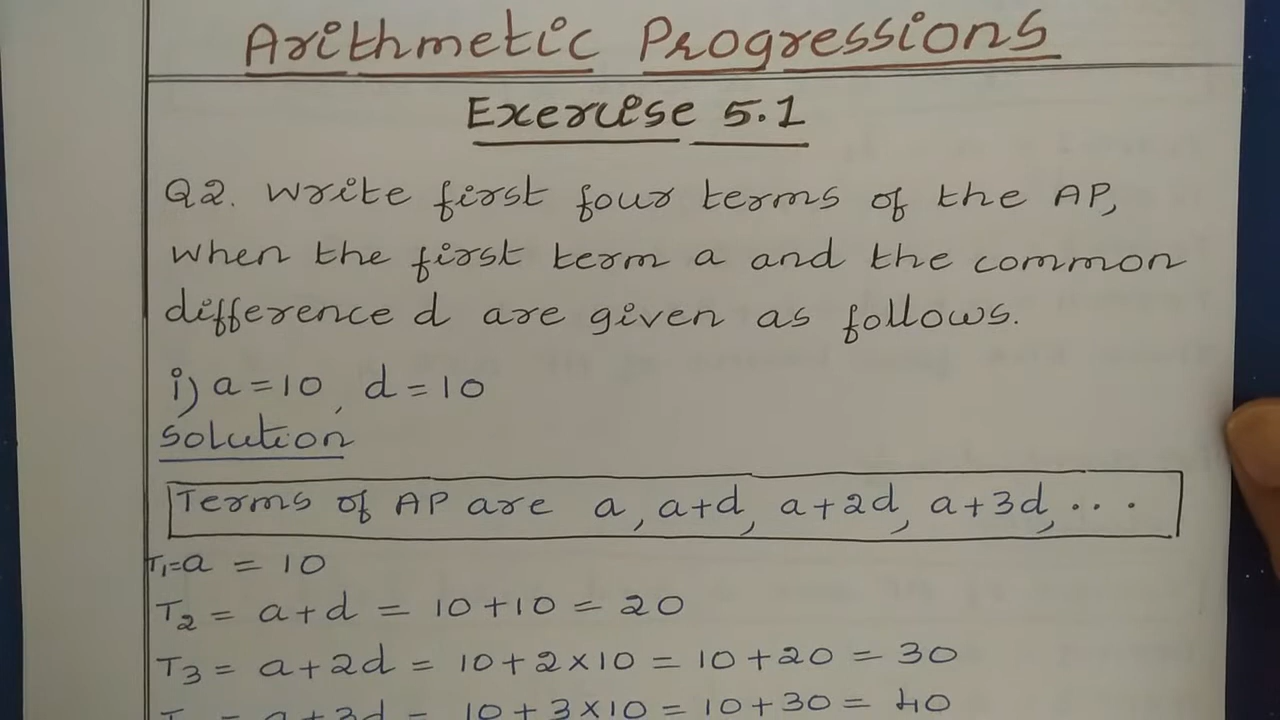 Arithmetic Progressions
Exercise 5.1
Q2. Write first four terms of the AP,
when the first term a and the common
difference d are given as follows.
i) a = 10, d = 10
Solution
Terms of AP are a, a+d, a+2d, a+3d, ...
T₁ = a = 10
T₂ = a+d = 10+10 = 20
T₃ = a+2d = 10+2×10 = 10+20 = 30
= a+3d = 10+3×10 = 10+30 = 40